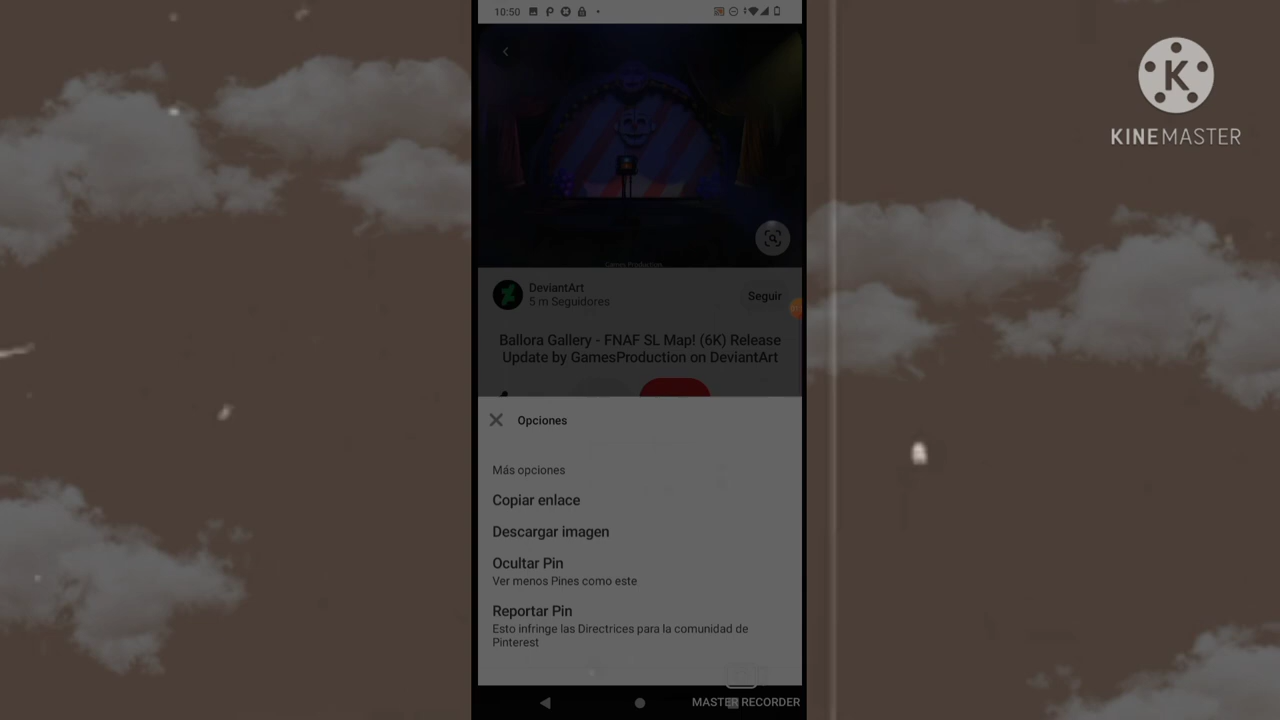 10:50
KINEMASTER
Games Production
DeviantArt
5 m Seguidores
Seguir
Ballora Gallery - FNAF SL Map! (6K) Release
Update by GamesProduction on DeviantArt
Opciones
Más opciones
Copiar enlace
Descargar imagen
Ocultar Pin
Ver menos Pines como este
Reportar Pin
Esto infringe las Directrices para la comunidad de
Pinterest
MASTER RECORDER